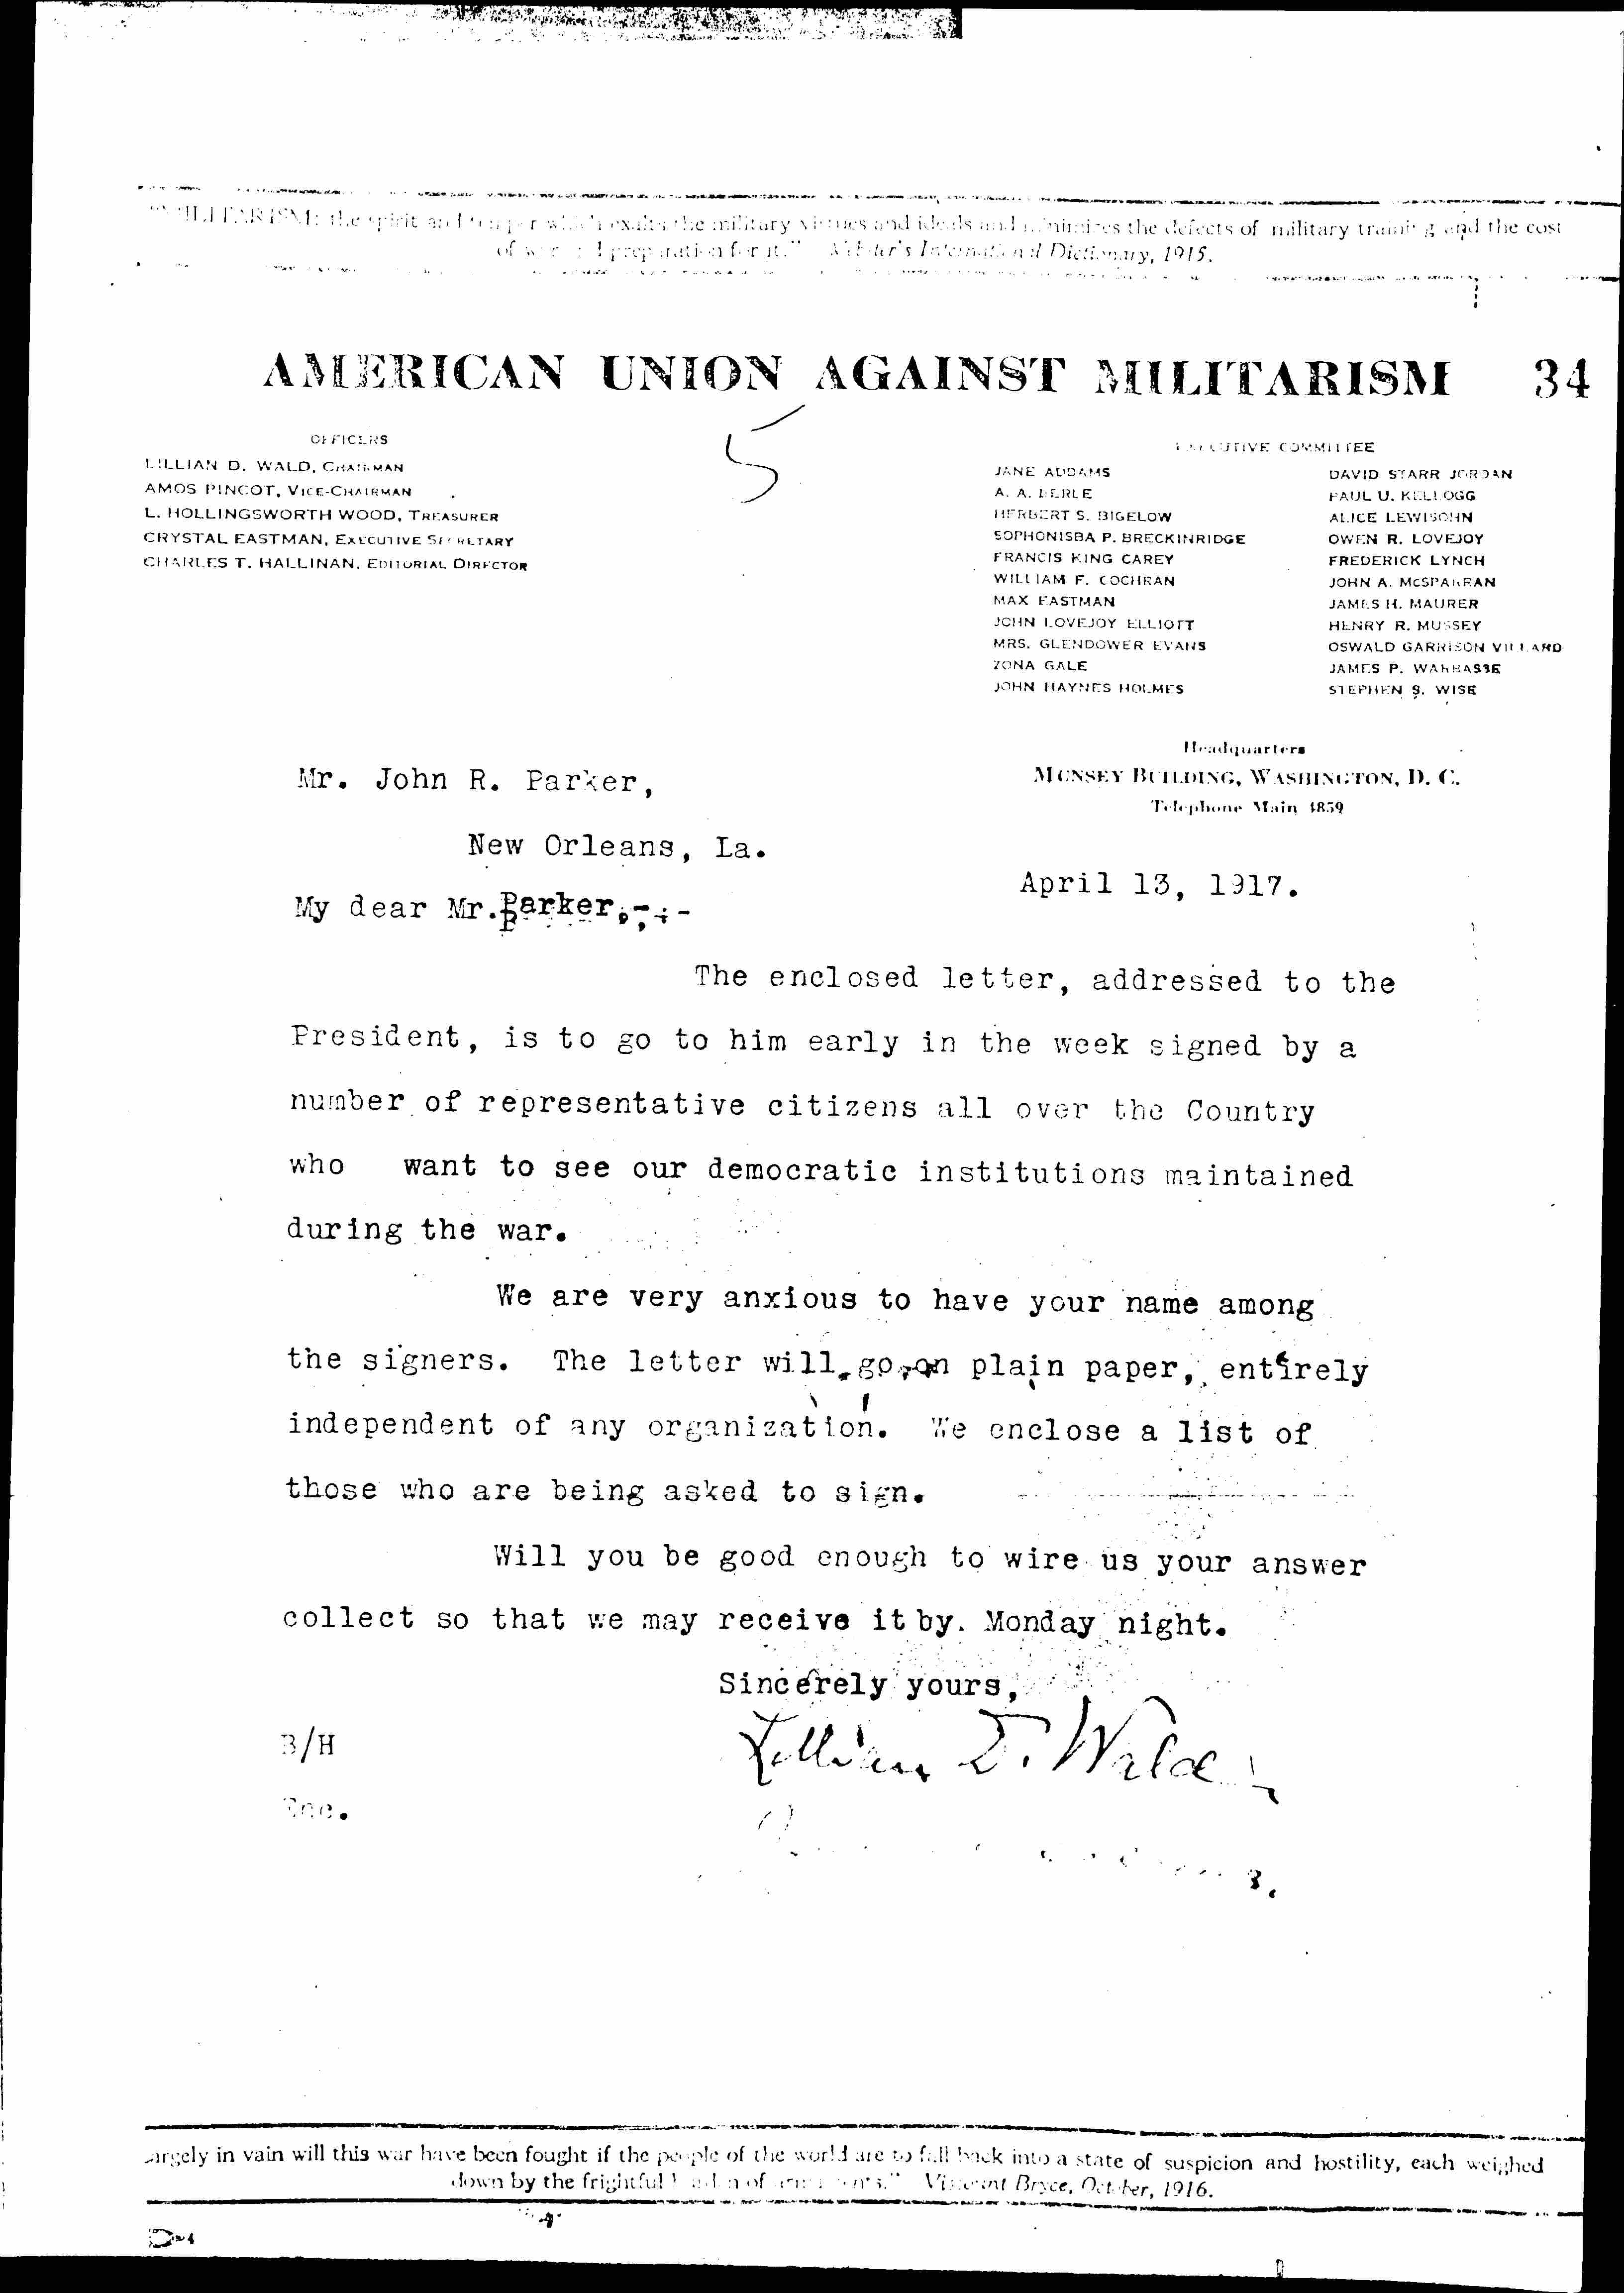 "MILITARISM: the spirit and temper which exalts the military virtues and ideals and minimizes the defects of military training and the cost
of war and preparation for it." Webster's International Dictionary, 1915.
AMERICAN UNION AGAINST MILITARISM 34
5
OFFICERS
LILLIAN D. WALD, CHAIRMAN
AMOS PINCOT, VICE-CHAIRMAN
L. HOLLINGSWORTH WOOD, TREASURER
CRYSTAL EASTMAN, EXECUTIVE SECRETARY
CHARLES T. HALLINAN, EDITORIAL DIRECTOR
EXECUTIVE COMMITTEE
JANE ADDAMS
A. A. BERLE
HERBERT S. BIGELOW
SOPHONISBA P. BRECKINRIDGE
FRANCIS KING CAREY
WILLIAM F. COCHRAN
MAX EASTMAN
JOHN LOVEJOY ELLIOTT
MRS. GLENDOWER EVANS
ZONA GALE
JOHN HAYNES HOLMES
DAVID STARR JORDAN
PAUL U. KELLOGG
ALICE LEWISOHN
OWEN R. LOVEJOY
FREDERICK LYNCH
JOHN A. McSPARRAN
JAMES H. MAURER
HENRY R. MUSSEY
OSWALD GARRISON VILLARD
JAMES P. WARBASSE
STEPHEN S. WISE
Headquarters
MUNSEY BUILDING, WASHINGTON, D. C.
Telephone Main 4859
Mr. John R. Parker,
New Orleans, La.
April 13, 1917.
My dear Mr.Parker,-:-
The enclosed letter, addressed to the
President, is to go to him early in the week signed by a
number of representative citizens all over the Country
who want to see our democratic institutions maintained
during the war.
We are very anxious to have your name among
the signers. The letter will go on plain paper, entirely
independent of any organization. We enclose a list of
those who are being asked to sign.
Will you be good enough to wire us your answer
collect so that we may receive it by. Monday night.
Sincerely yours,
Lillian D. Wald
B/H
Enc.
Largely in vain will this war have been fought if the people of the world are to fall back into a state of suspicion and hostility, each weighed
down by the frightful burden of armaments." Viscount Bryce, October, 1916.